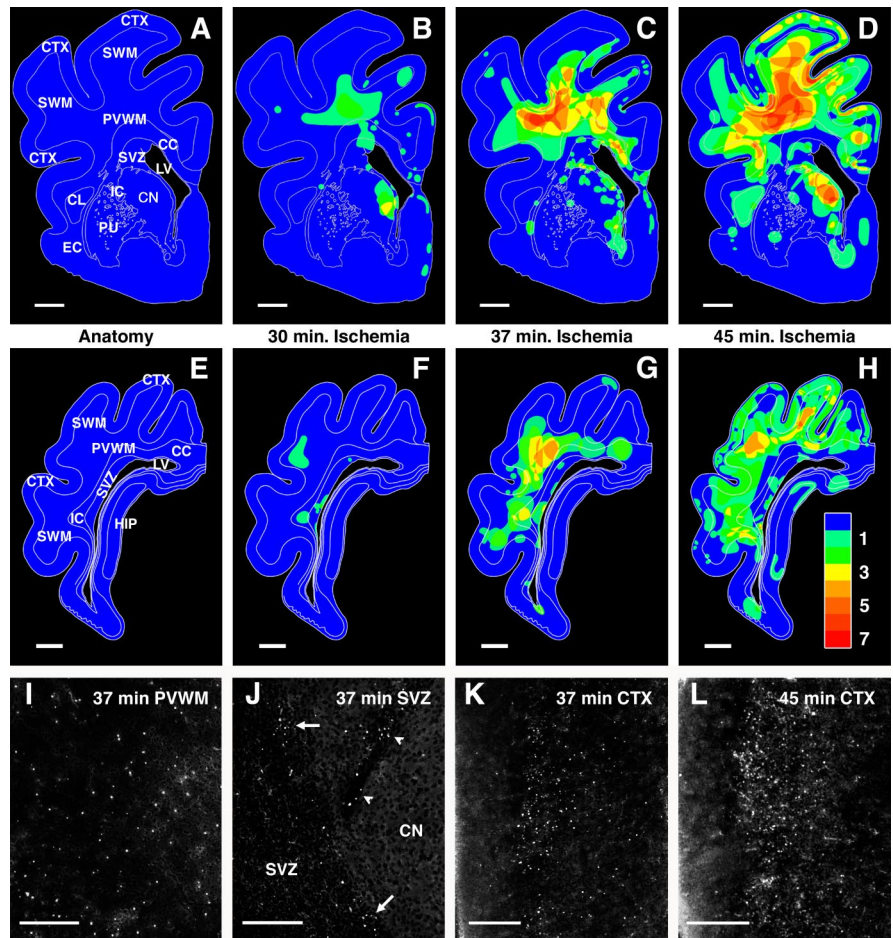 A
CTX
CTX
SWM
SWM
PVWM
CTX
CC
SVZ
LV
IC
CN
CL
PU
EC
B
C
D
Anatomy
30 min. Ischemia
37 min. Ischemia
45 min. Ischemia
E
CTX
SWM
PVWM
CC
LV
CTX
SVZ
IC
HIP
SWM
F
G
H
1
3
5
7
I
37 min PVWM
J
37 min SVZ
CN
SVZ
K
37 min CTX
L
45 min CTX